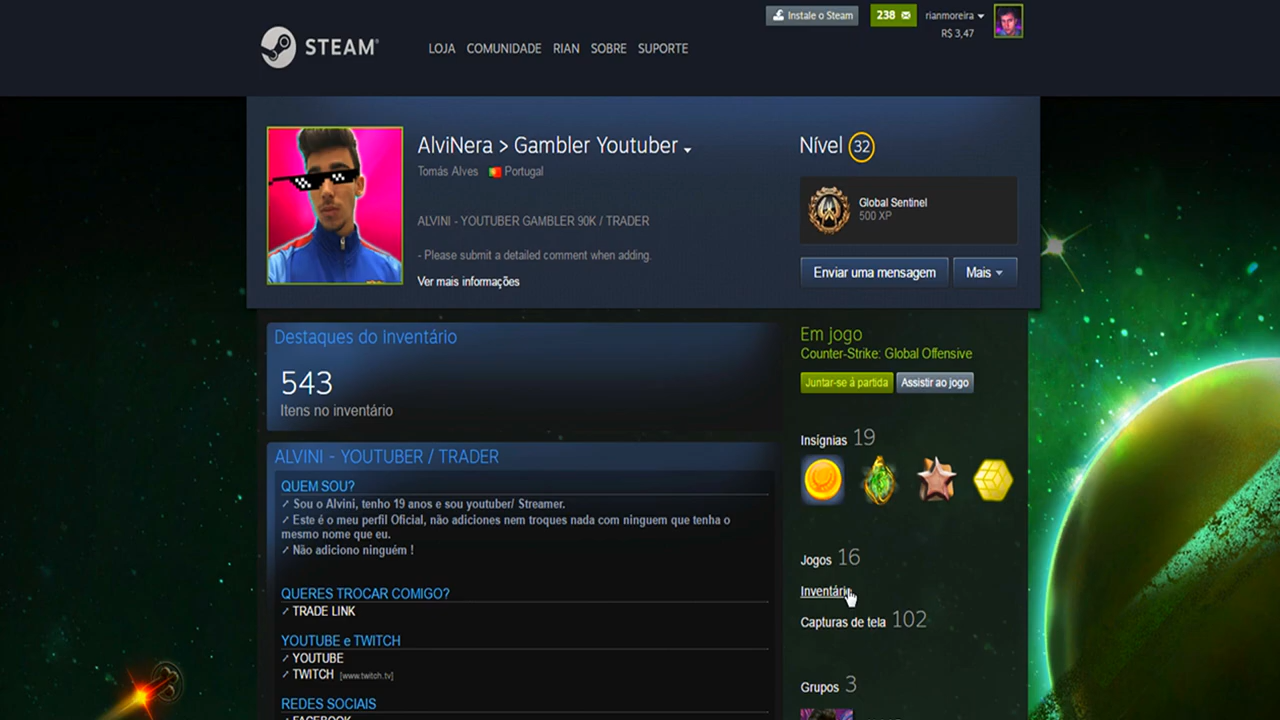 Instale o Steam
238
rianmoreira
R$ 3,47
STEAM®
LOJA COMUNIDADE RIAN SOBRE SUPORTE
AlviNera > Gambler Youtuber
Tomás Alves Portugal
ALVINI - YOUTUBER GAMBLER 90K / TRADER
- Please submit a detailed comment when adding.
Ver mais informações
Nível 32
Global Sentinel
500 XP
Enviar uma mensagem
Mais
Destaques do inventário
543
Itens no inventário
ALVINI - YOUTUBER / TRADER
QUEM SOU?
Sou o Alvini, tenho 19 anos e sou youtuber/ Streamer.
Este é o meu perfil Oficial, não adiciones nem troques nada com ninguem que tenha o
mesmo nome que eu.
Não adiciono ninguém !
QUERES TROCAR COMIGO?
TRADE LINK
YOUTUBE e TWITCH
YOUTUBE
TWITCH [www.twitch.tv]
REDES SOCIAIS
FACEBOOK
Em jogo
Counter-Strike: Global Offensive
Juntar-se à partida
Assistir ao jogo
Insígnias 19
Jogos 16
Inventário
Capturas de tela 102
Grupos 3